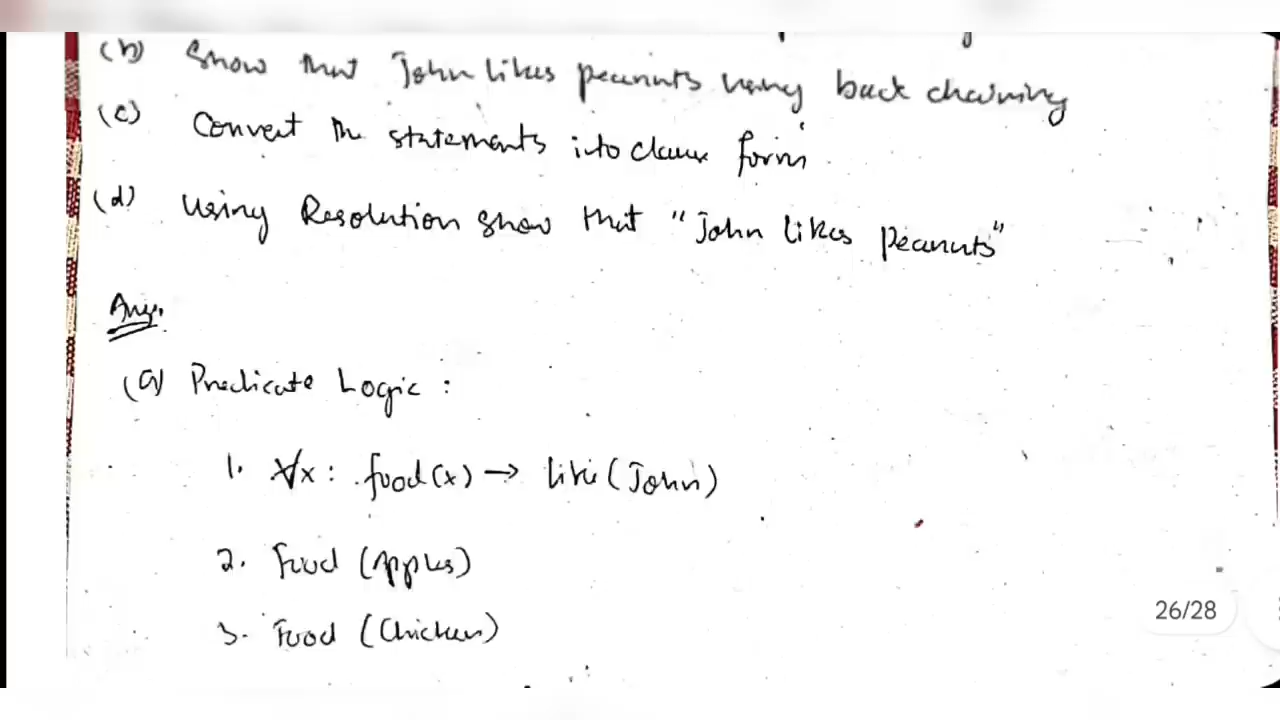 (b) Show that John likes peanuts using back chaining
(c) Convert the statements into clause form
(d) Using Resolution show that "John likes Peanuts"
Ans.
(a) Predicate Logic :
1. ∀x : food(x) → like(John)
2. Food (Apples)
3. Food (Chicken)
26/28